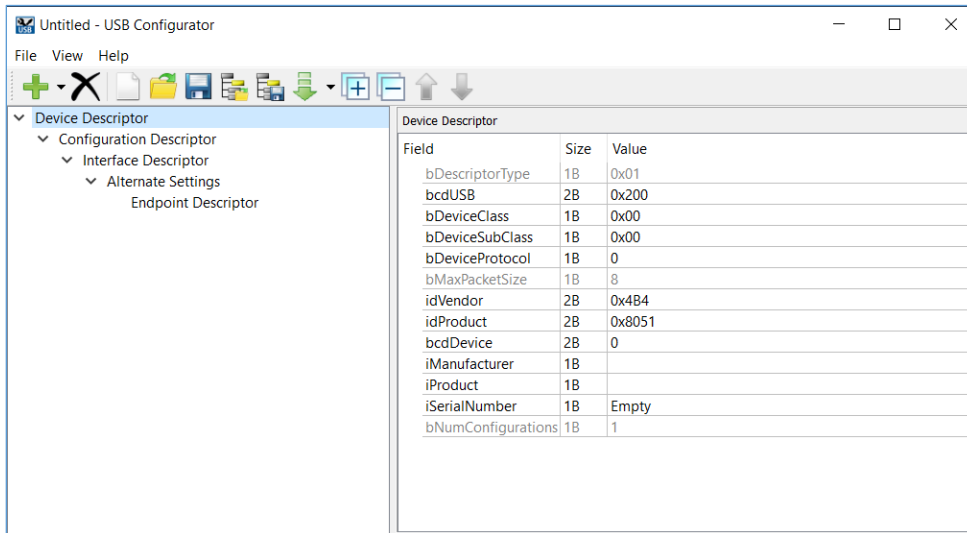 Untitled - USB Configurator
File View Help
Device Descriptor
Configuration Descriptor
Interface Descriptor
Alternate Settings
Endpoint Descriptor
Device Descriptor
Field Size Value
bDescriptorType 1B 0x01
bcdUSB 2B 0x200
bDeviceClass 1B 0x00
bDeviceSubClass 1B 0x00
bDeviceProtocol 1B 0
bMaxPacketSize 1B 8
idVendor 2B 0x4B4
idProduct 2B 0x8051
bcdDevice 2B 0
iManufacturer 1B
iProduct 1B
iSerialNumber 1B Empty
bNumConfigurations 1B 1